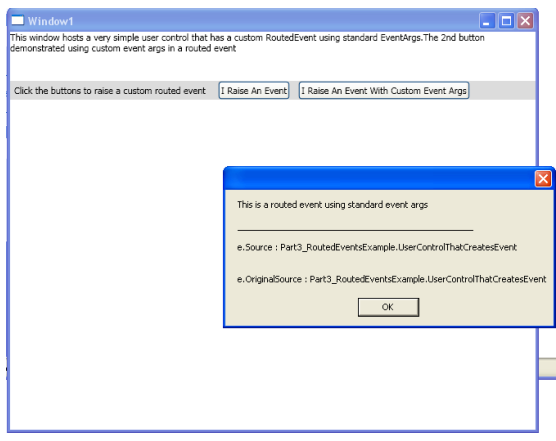 Window1
This window hosts a very simple user control that has a custom RoutedEvent using standard EventArgs.The 2nd button
demonstrated using custom event args in a routed event
Click the buttons to raise a custom routed event I Raise An Event I Raise An Event With Custom Event Args
This is a routed event using standard event args
e.Source : Part3_RoutedEventsExample.UserControlThatCreatesEvent
e.OriginalSource : Part3_RoutedEventsExample.UserControlThatCreatesEvent
OK